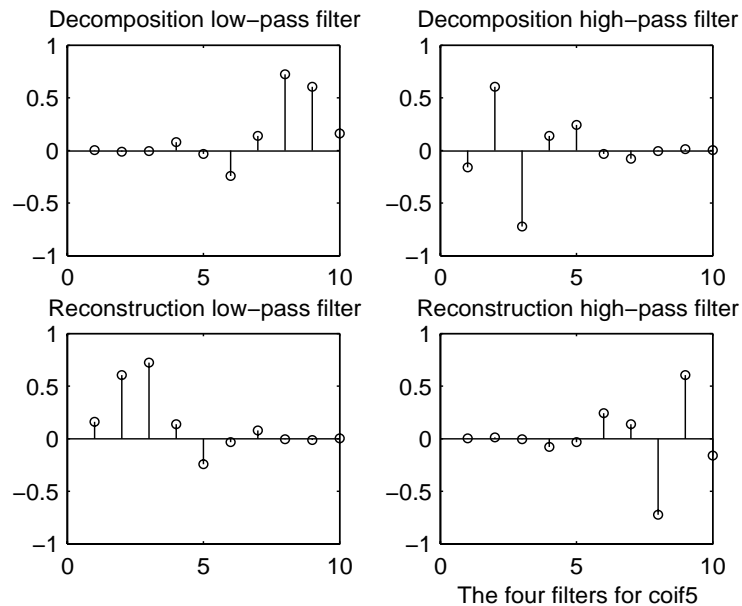 Decomposition low−pass filter
1
0.5
0
−0.5
−1
0 5 10
Decomposition high−pass filter
1
0.5
0
−0.5
−1
0 5 10
Reconstruction low−pass filter
1
0.5
0
−0.5
−1
0 5 10
Reconstruction high−pass filter
1
0.5
0
−0.5
−1
0 5 10
The four filters for coif5